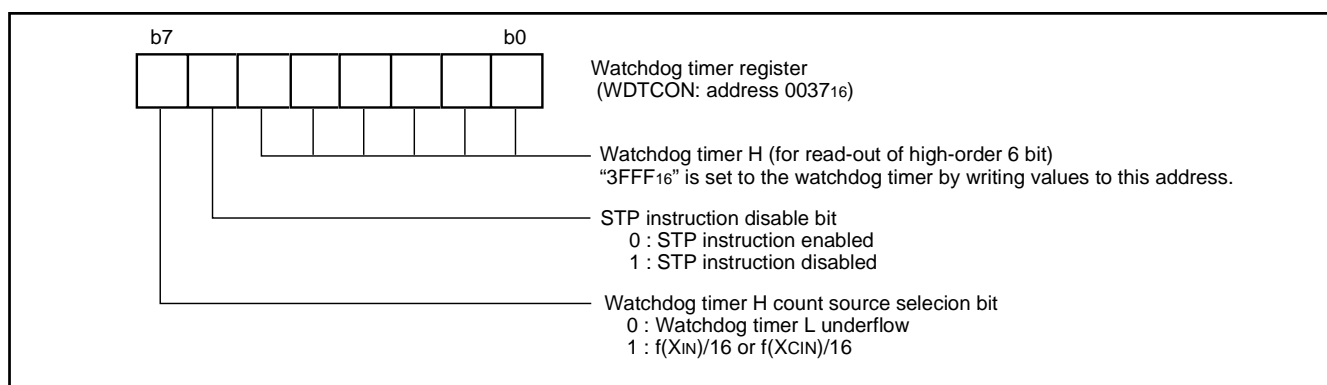 b7 b0
Watchdog timer register
(WDTCON: address 003716)
Watchdog timer H (for read-out of high-order 6 bit)
“3FFF16” is set to the watchdog timer by writing values to this address.
STP instruction disable bit
0 : STP instruction enabled
1 : STP instruction disabled
Watchdog timer H count source selecion bit
0 : Watchdog timer L underflow
1 : f(XIN)/16 or f(XCIN)/16